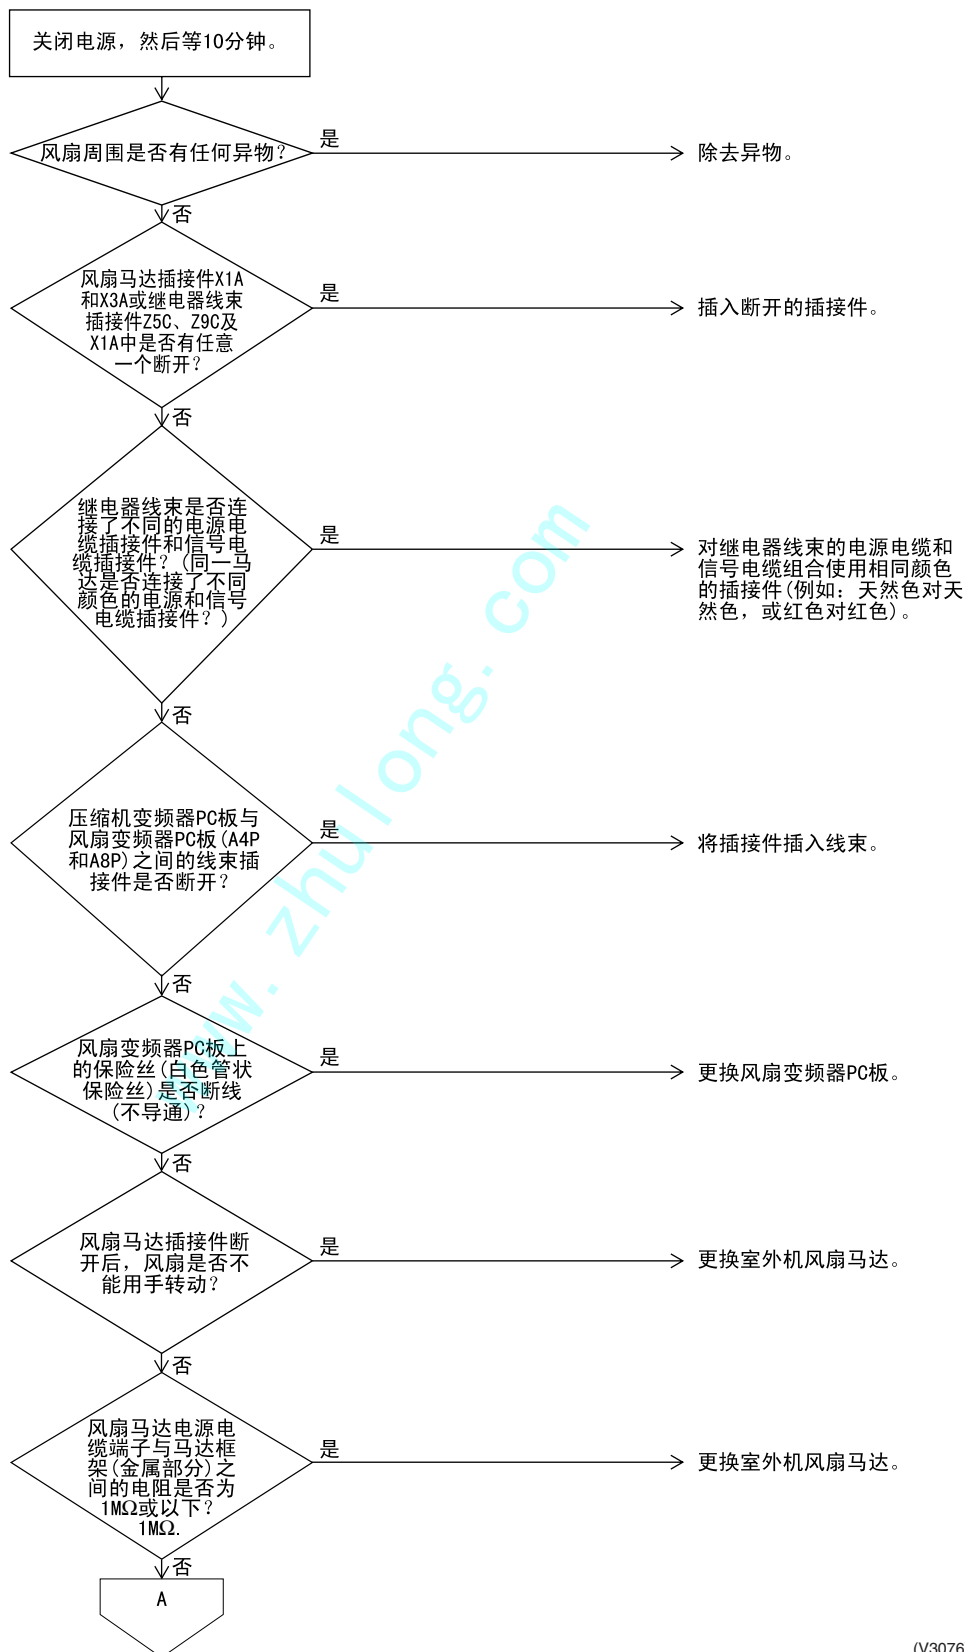 关闭电源，然后等10分钟。
风扇周围是否有任何异物？
是
除去异物。
否
风扇马达插接件X1A
和X3A或继电器线束
插接件Z5C、Z9C及
X1A中是否有任意
一个断开？
是
插入断开的插接件。
否
继电器线束是否连
接了不同的电源电
缆插接件和信号电
缆插接件？(同一马
达是否连接了不同
颜色的电源和信号
电缆插接件？)
是
对继电器线束的电源电缆和
信号电缆组合使用相同颜色
的插接件(例如：天然色对天
然色，或红色对红色)。
否
压缩机变频器PC板与
风扇变频器PC板(A4P
和A8P)之间的线束插
接件是否断开？
是
将插接件插入线束。
否
风扇变频器PC板上
的保险丝(白色管状
保险丝)是否断线
(不导通)？
是
更换风扇变频器PC板。
否
风扇马达插接件断
开后，风扇是否不
能用手转动？
是
更换室外机风扇马达。
否
风扇马达电源电
缆端子与马达框
架(金属部分)之
间的电阻是否为
1MΩ或以下？
1MΩ.
是
更换室外机风扇马达。
否
A
(V3076
www.zhulong.com